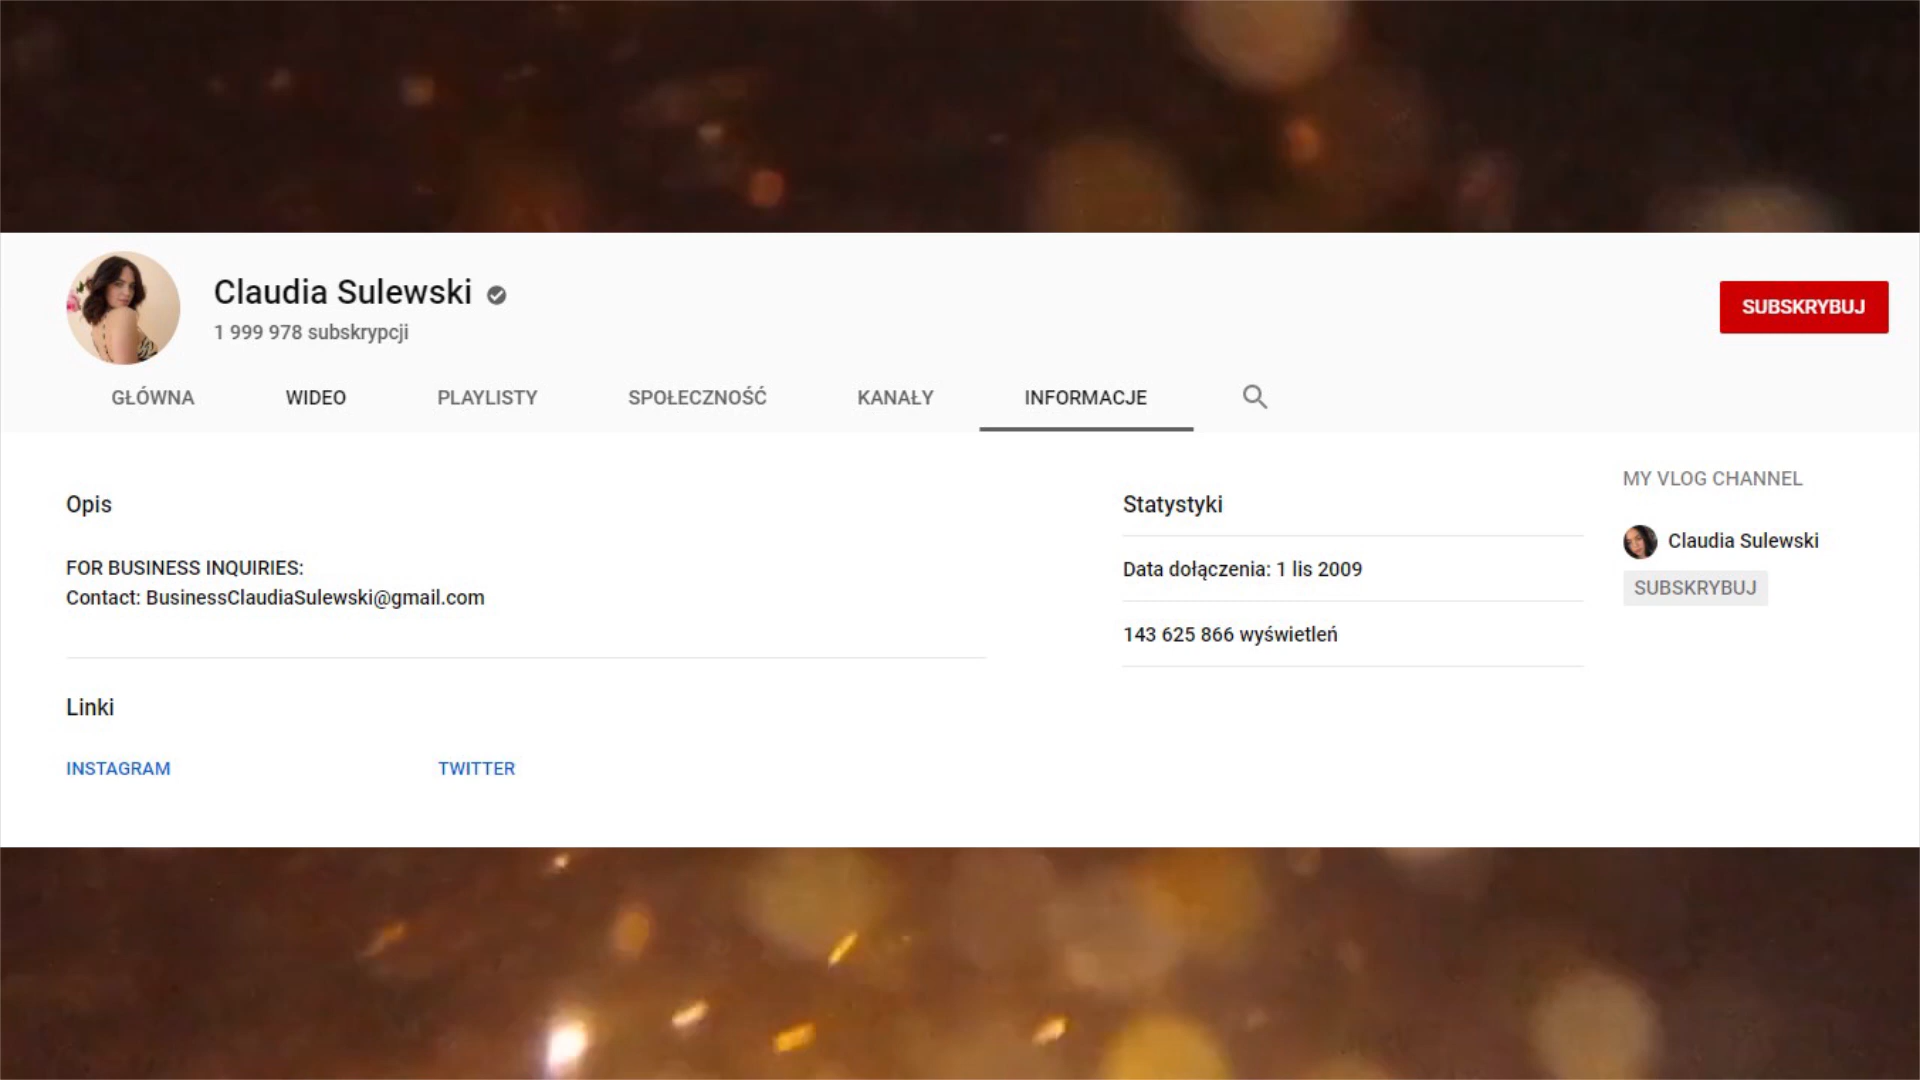 Claudia Sulewski
1 999 978 subskrypcji
SUBSKRYBUJ
GŁÓWNA
WIDEO
PLAYLISTY
SPOŁECZNOŚĆ
KANAŁY
INFORMACJE
Opis
FOR BUSINESS INQUIRIES:
Contact: BusinessClaudiaSulewski@gmail.com
Linki
INSTAGRAM
TWITTER
Statystyki
Data dołączenia: 1 lis 2009
143 625 866 wyświetleń
MY VLOG CHANNEL
Claudia Sulewski
SUBSKRYBUJ